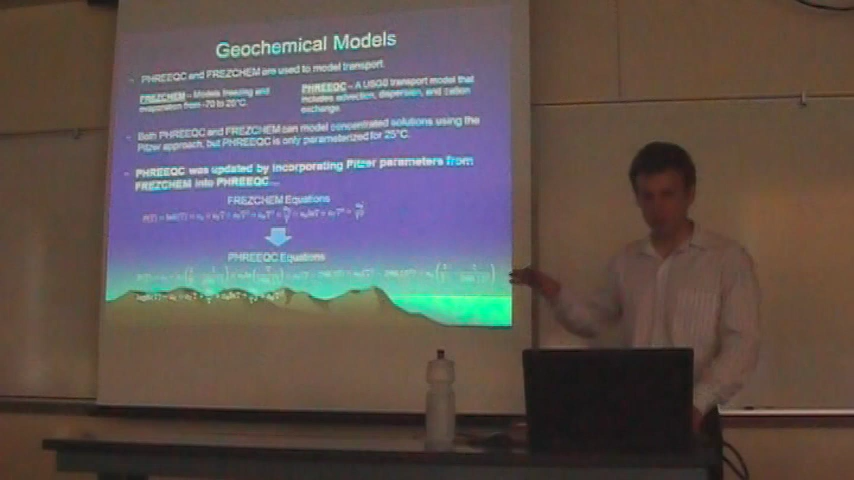 Geochemical Models
PHREEQC and FREZCHEM are used to model transport.
FREZCHEM – Models freezing and
evaporation from -70 to 25°C.
PHREEQC – A USGS transport model that
includes advection, dispersion, and cation
exchange.
Both PHREEQC and FREZCHEM can model concentrated solutions using the
Pitzer approach, but PHREEQC is only parameterized for 25°C.
PHREEQC was updated by incorporating Pitzer parameters from
FREZCHEM into PHREEQC...
FREZCHEM Equations
PHREEQC Equations